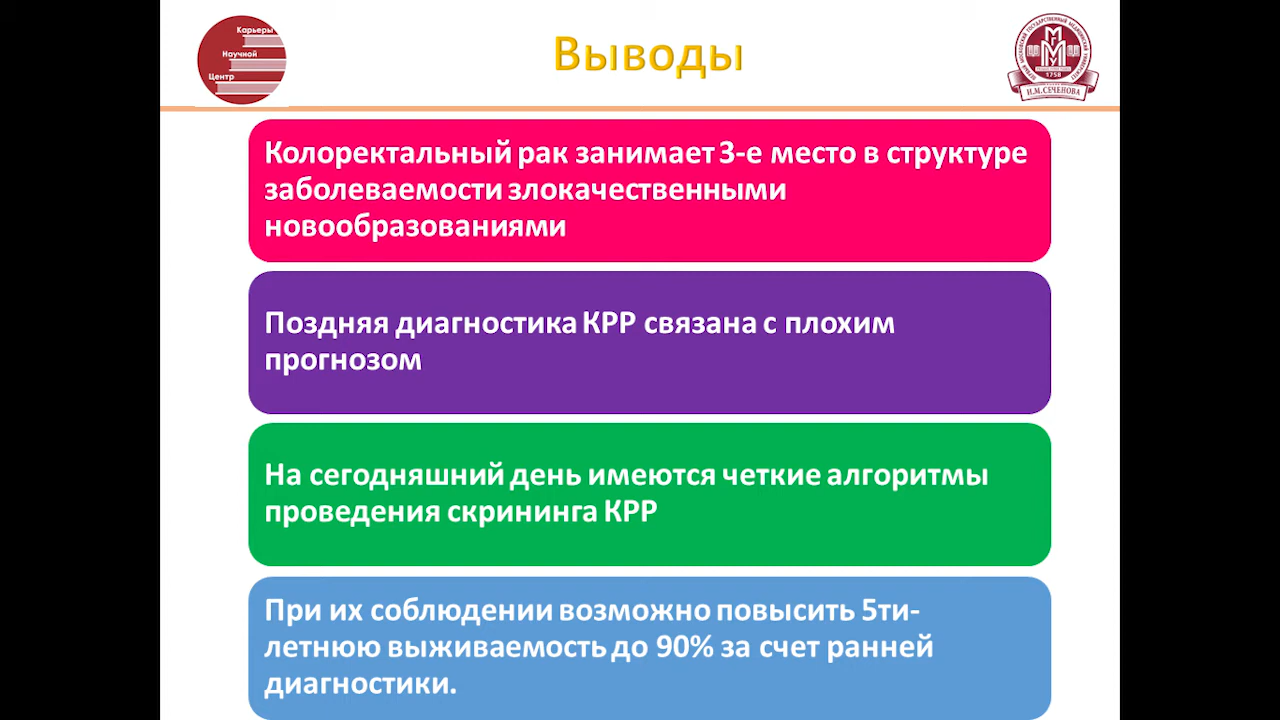 Карьеры
Научной
Центр
Выводы
1758
И.М.СЕЧЕНОВА
Колоректальный рак занимает 3-е место в структуре
заболеваемости злокачественными
новообразованиями
Поздняя диагностика КРР связана с плохим
прогнозом
На сегодняшний день имеются четкие алгоритмы
проведения скрининга КРР
При их соблюдении возможно повысить 5ти-
летнюю выживаемость до 90% за счет ранней
диагностики.